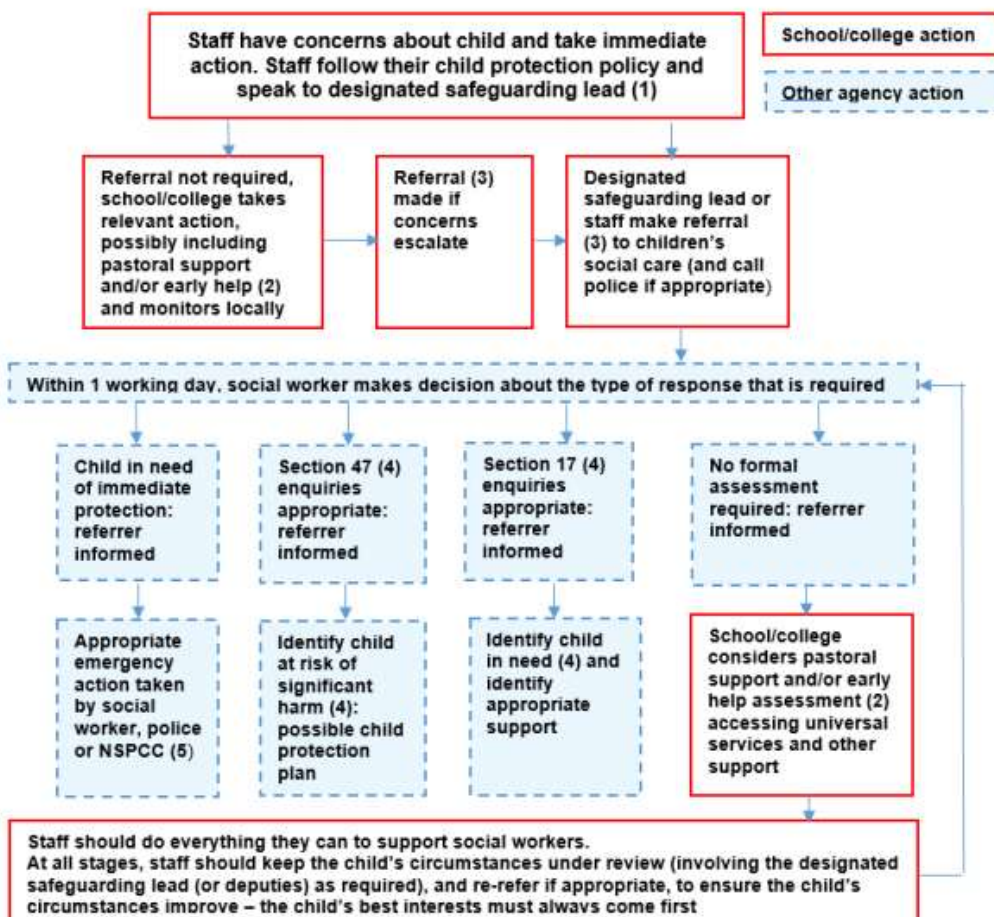 Staff have concerns about child and take immediate
action. Staff follow their child protection policy and
speak to designated safeguarding lead (1)
School/college action
Other agency action
Referral not required,
school/college takes
relevant action,
possibly including
pastoral support
and/or early help (2)
and monitors locally
Referral (3)
made if
concerns
escalate
Designated
safeguarding lead or
staff make referral
(3) to children’s
social care (and call
police if appropriate)
Within 1 working day, social worker makes decision about the type of response that is required
Child in need
of immediate
protection:
referrer
informed
Section 47 (4)
enquiries
appropriate:
referrer
informed
Section 17 (4)
enquiries
appropriate:
referrer
informed
No formal
assessment
required: referrer
informed
Appropriate
emergency
action taken
by social
worker, police
or NSPCC (5)
Identify child
at risk of
significant
harm (4):
possible child
protection
plan
Identify child
in need (4) and
identify
appropriate
support
School/college
considers pastoral
support and/or early
help assessment (2)
accessing universal
services and other
support
Staff should do everything they can to support social workers.
At all stages, staff should keep the child’s circumstances under review (involving the designated
safeguarding lead (or deputies) as required), and re-refer if appropriate, to ensure the child’s
circumstances improve – the child’s best interests must always come first